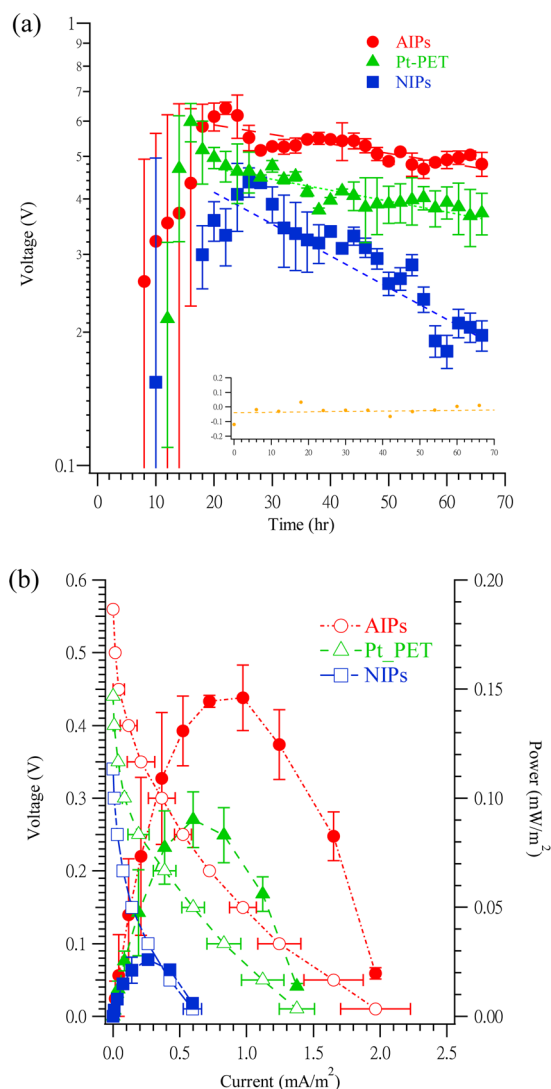 (a)
1
9
8
7
6
5
4
3
2
0.1
Voltage (V)
AIPs
Pt-PET
NIPs
0.1
0.0
-0.1
-0.2
0 10 20 30 40 50 60 70
0 10 20 30 40 50 60 70
Time (hr)
(b)
0.6
0.5
0.4
0.3
0.2
0.1
0.0
Voltage (V)
AIPs
Pt_PET
NIPs
0.20
0.15
0.10
0.05
0.00
Power (mW/m²)
0.0 0.5 1.0 1.5 2.0 2.5
Current (mA/m²)